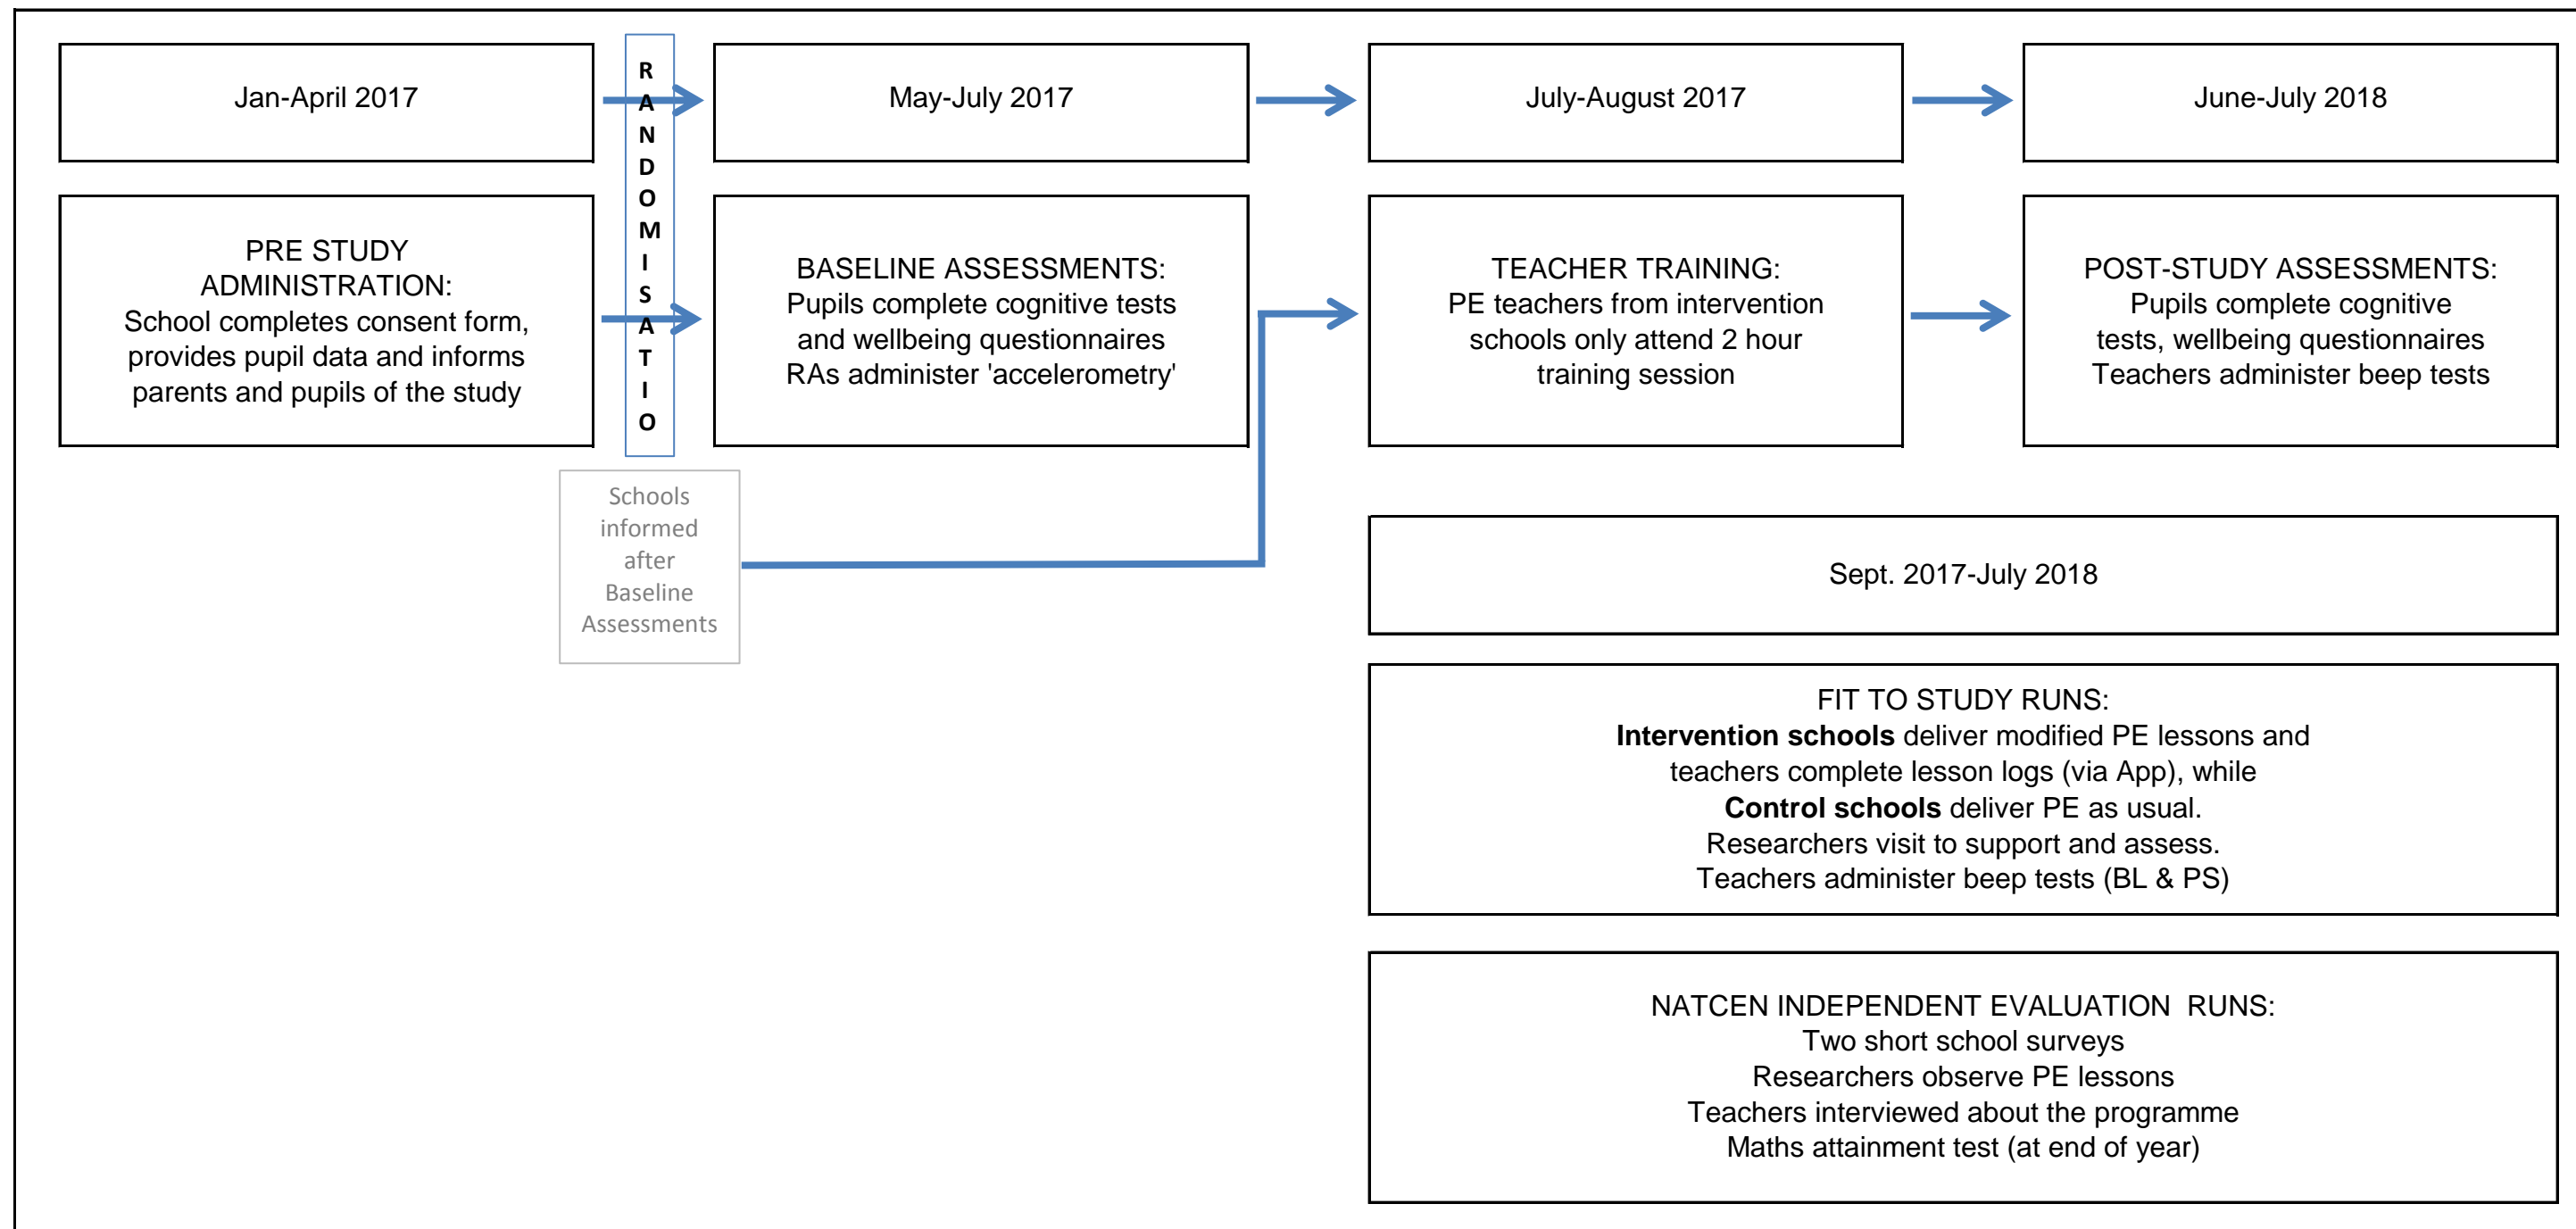 Jan-April 2017
R
A
N
D
O
M
I
S
A
T
I
O
May-July 2017
July-August 2017
June-July 2018
PRE STUDY
ADMINISTRATION:
School completes consent form,
provides pupil data and informs
parents and pupils of the study
BASELINE ASSESSMENTS:
Pupils complete cognitive tests
and wellbeing questionnaires
RAs administer 'accelerometry'
TEACHER TRAINING:
PE teachers from intervention
schools only attend 2 hour
training session
POST-STUDY ASSESSMENTS:
Pupils complete cognitive
tests, wellbeing questionnaires
Teachers administer beep tests
Schools
informed
after
Baseline
Assessments
Sept. 2017-July 2018
FIT TO STUDY RUNS:
Intervention schools deliver modified PE lessons and
teachers complete lesson logs (via App), while
Control schools deliver PE as usual.
Researchers visit to support and assess.
Teachers administer beep tests (BL & PS)
NATCEN INDEPENDENT EVALUATION RUNS:
Two short school surveys
Researchers observe PE lessons
Teachers interviewed about the programme
Maths attainment test (at end of year)